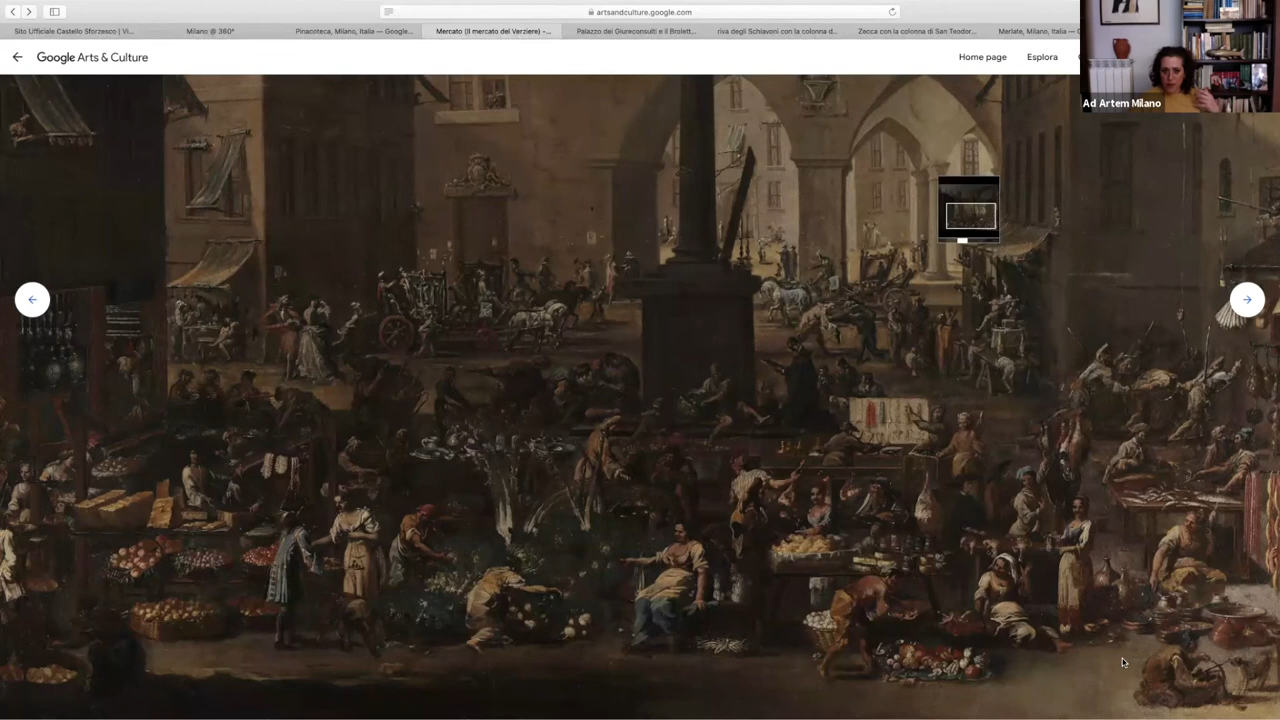 artsandculture.google.com
Sito Ufficiale Castello Sforzesco | Vi...
Milano @ 360°
Pinacoteca, Milano, Italia — Google...
Mercato (Il mercato del Verziere) -...
Palazzo dei Giureconsulti e il Brolett...
riva degli Schiavoni con la colonna d...
Zecca con la colonna di San Teodor...
Merlate, Milano, Italia —
Google Arts & Culture
Home page
Esplora
Ad Artem Milano